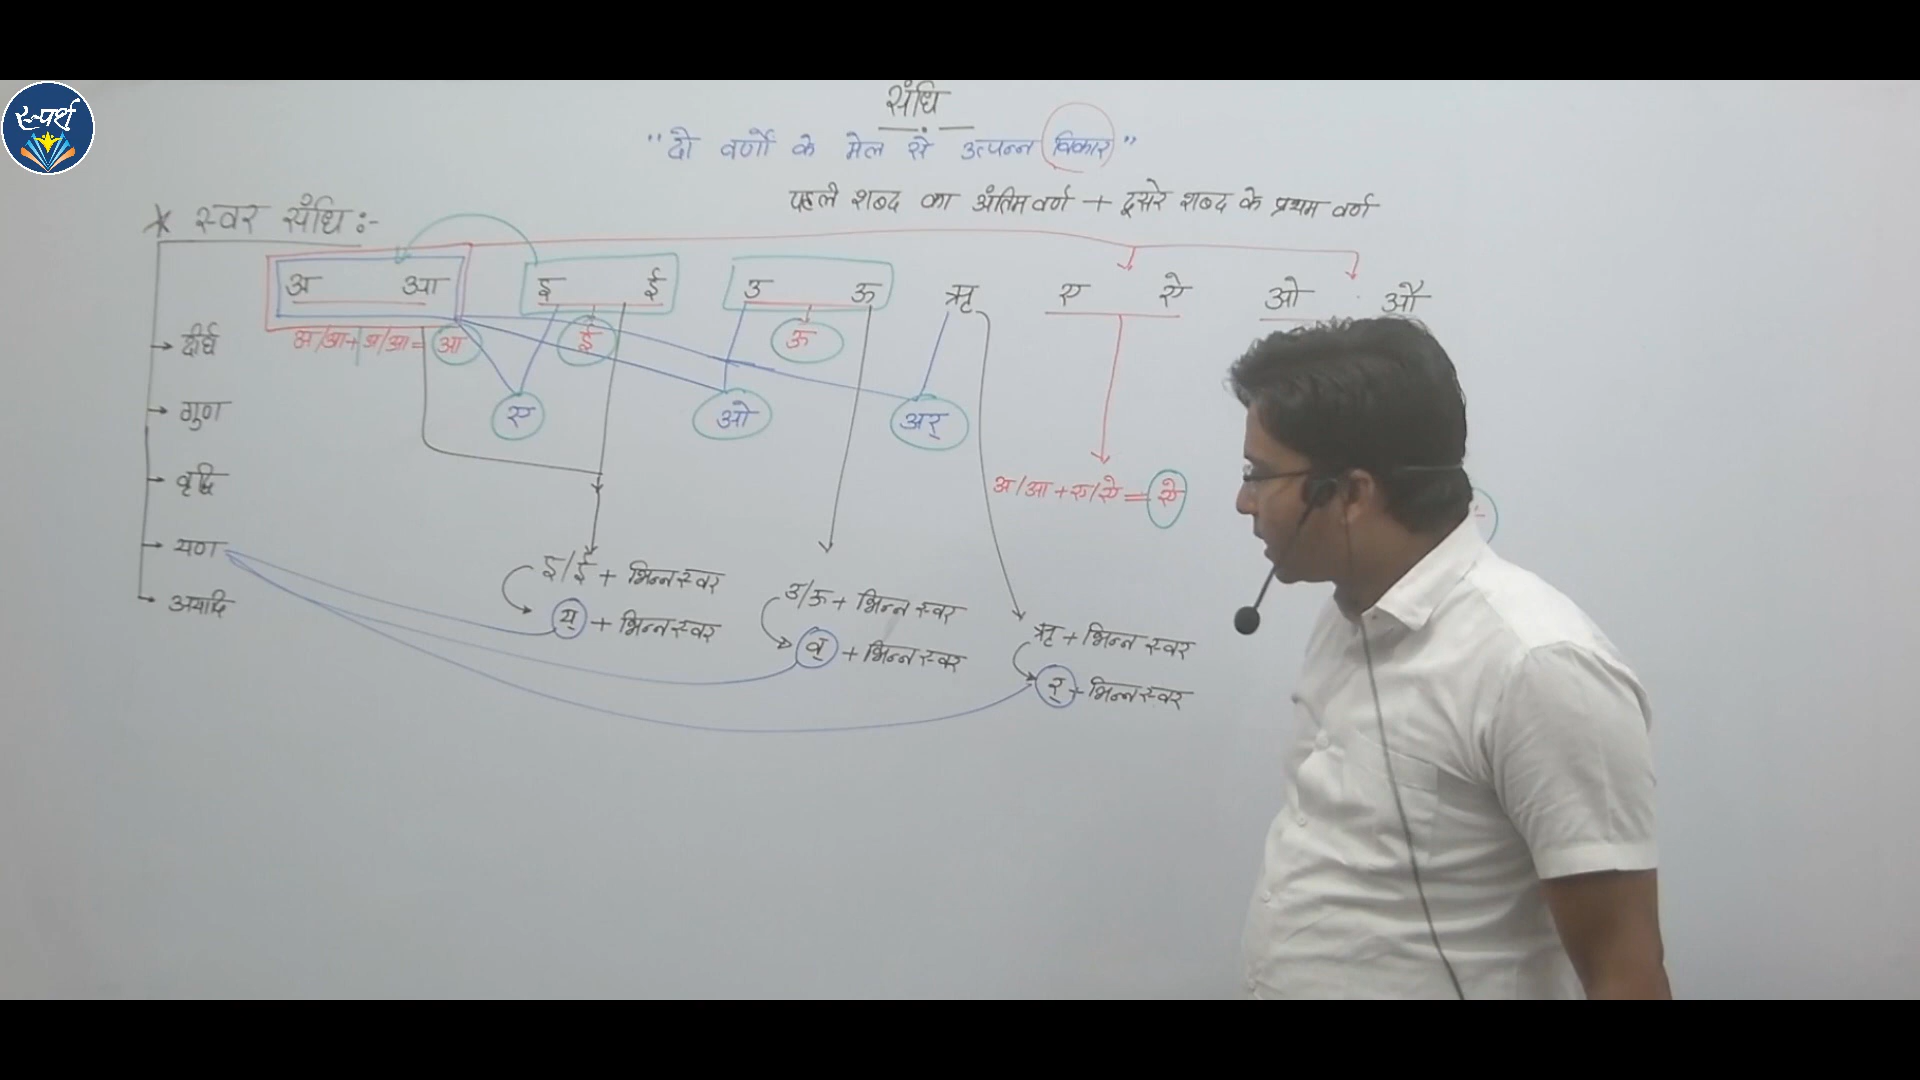 स्पर्श
संधि
"दो वर्णों के मेल से उत्पन्न विकार"
पहले शब्द का अंतिम वर्ण + दूसरे शब्द के प्रथम वर्ण
* स्वर संधि :-
अ आ इ ई उ ऊ ऋ ए ऐ ओ औ
→ दीर्घ
अ/आ + अ/आ = आ ई ऊ
→ गुण
ए ओ अर्
→ वृद्धि
अ/आ + ए/ऐ = ऐ
→ यण
इ/ई + भिन्न स्वर
य् + भिन्न स्वर
उ/ऊ + भिन्न स्वर
व् + भिन्न स्वर
ऋ + भिन्न स्वर
र् + भिन्न स्वर
→ अयादि